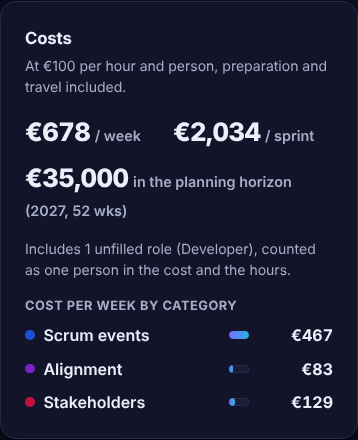 Costs
At €100 per hour and person, preparation and
travel included.
€678 / week €2,034 / sprint
€35,000 in the planning horizon
(2027, 52 wks)
Includes 1 unfilled role (Developer), counted
as one person in the cost and the hours.
COST PER WEEK BY CATEGORY
Scrum events €467
Alignment €83
Stakeholders €129